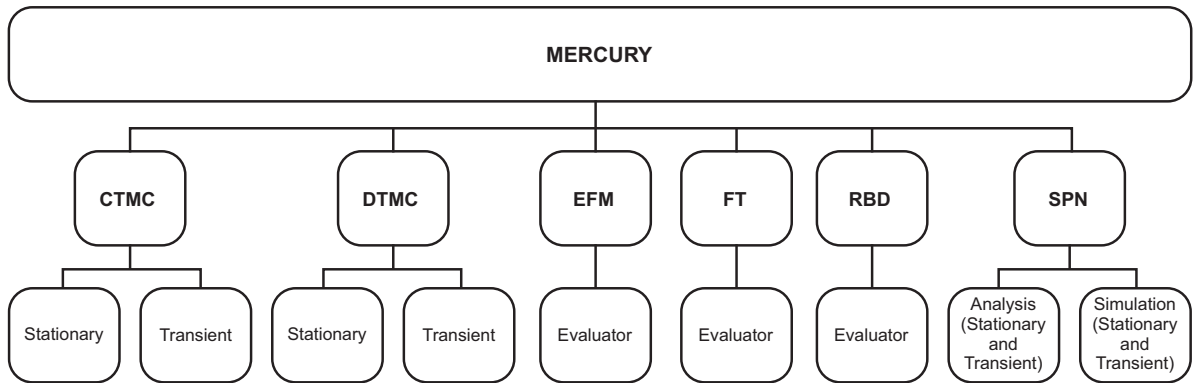 MERCURY
CTMC
DTMC
EFM
FT
RBD
SPN
Stationary
Transient
Stationary
Transient
Evaluator
Evaluator
Evaluator
Analysis
(Stationary
and
Transient)
Simulation
(Stationary
and
Transient)